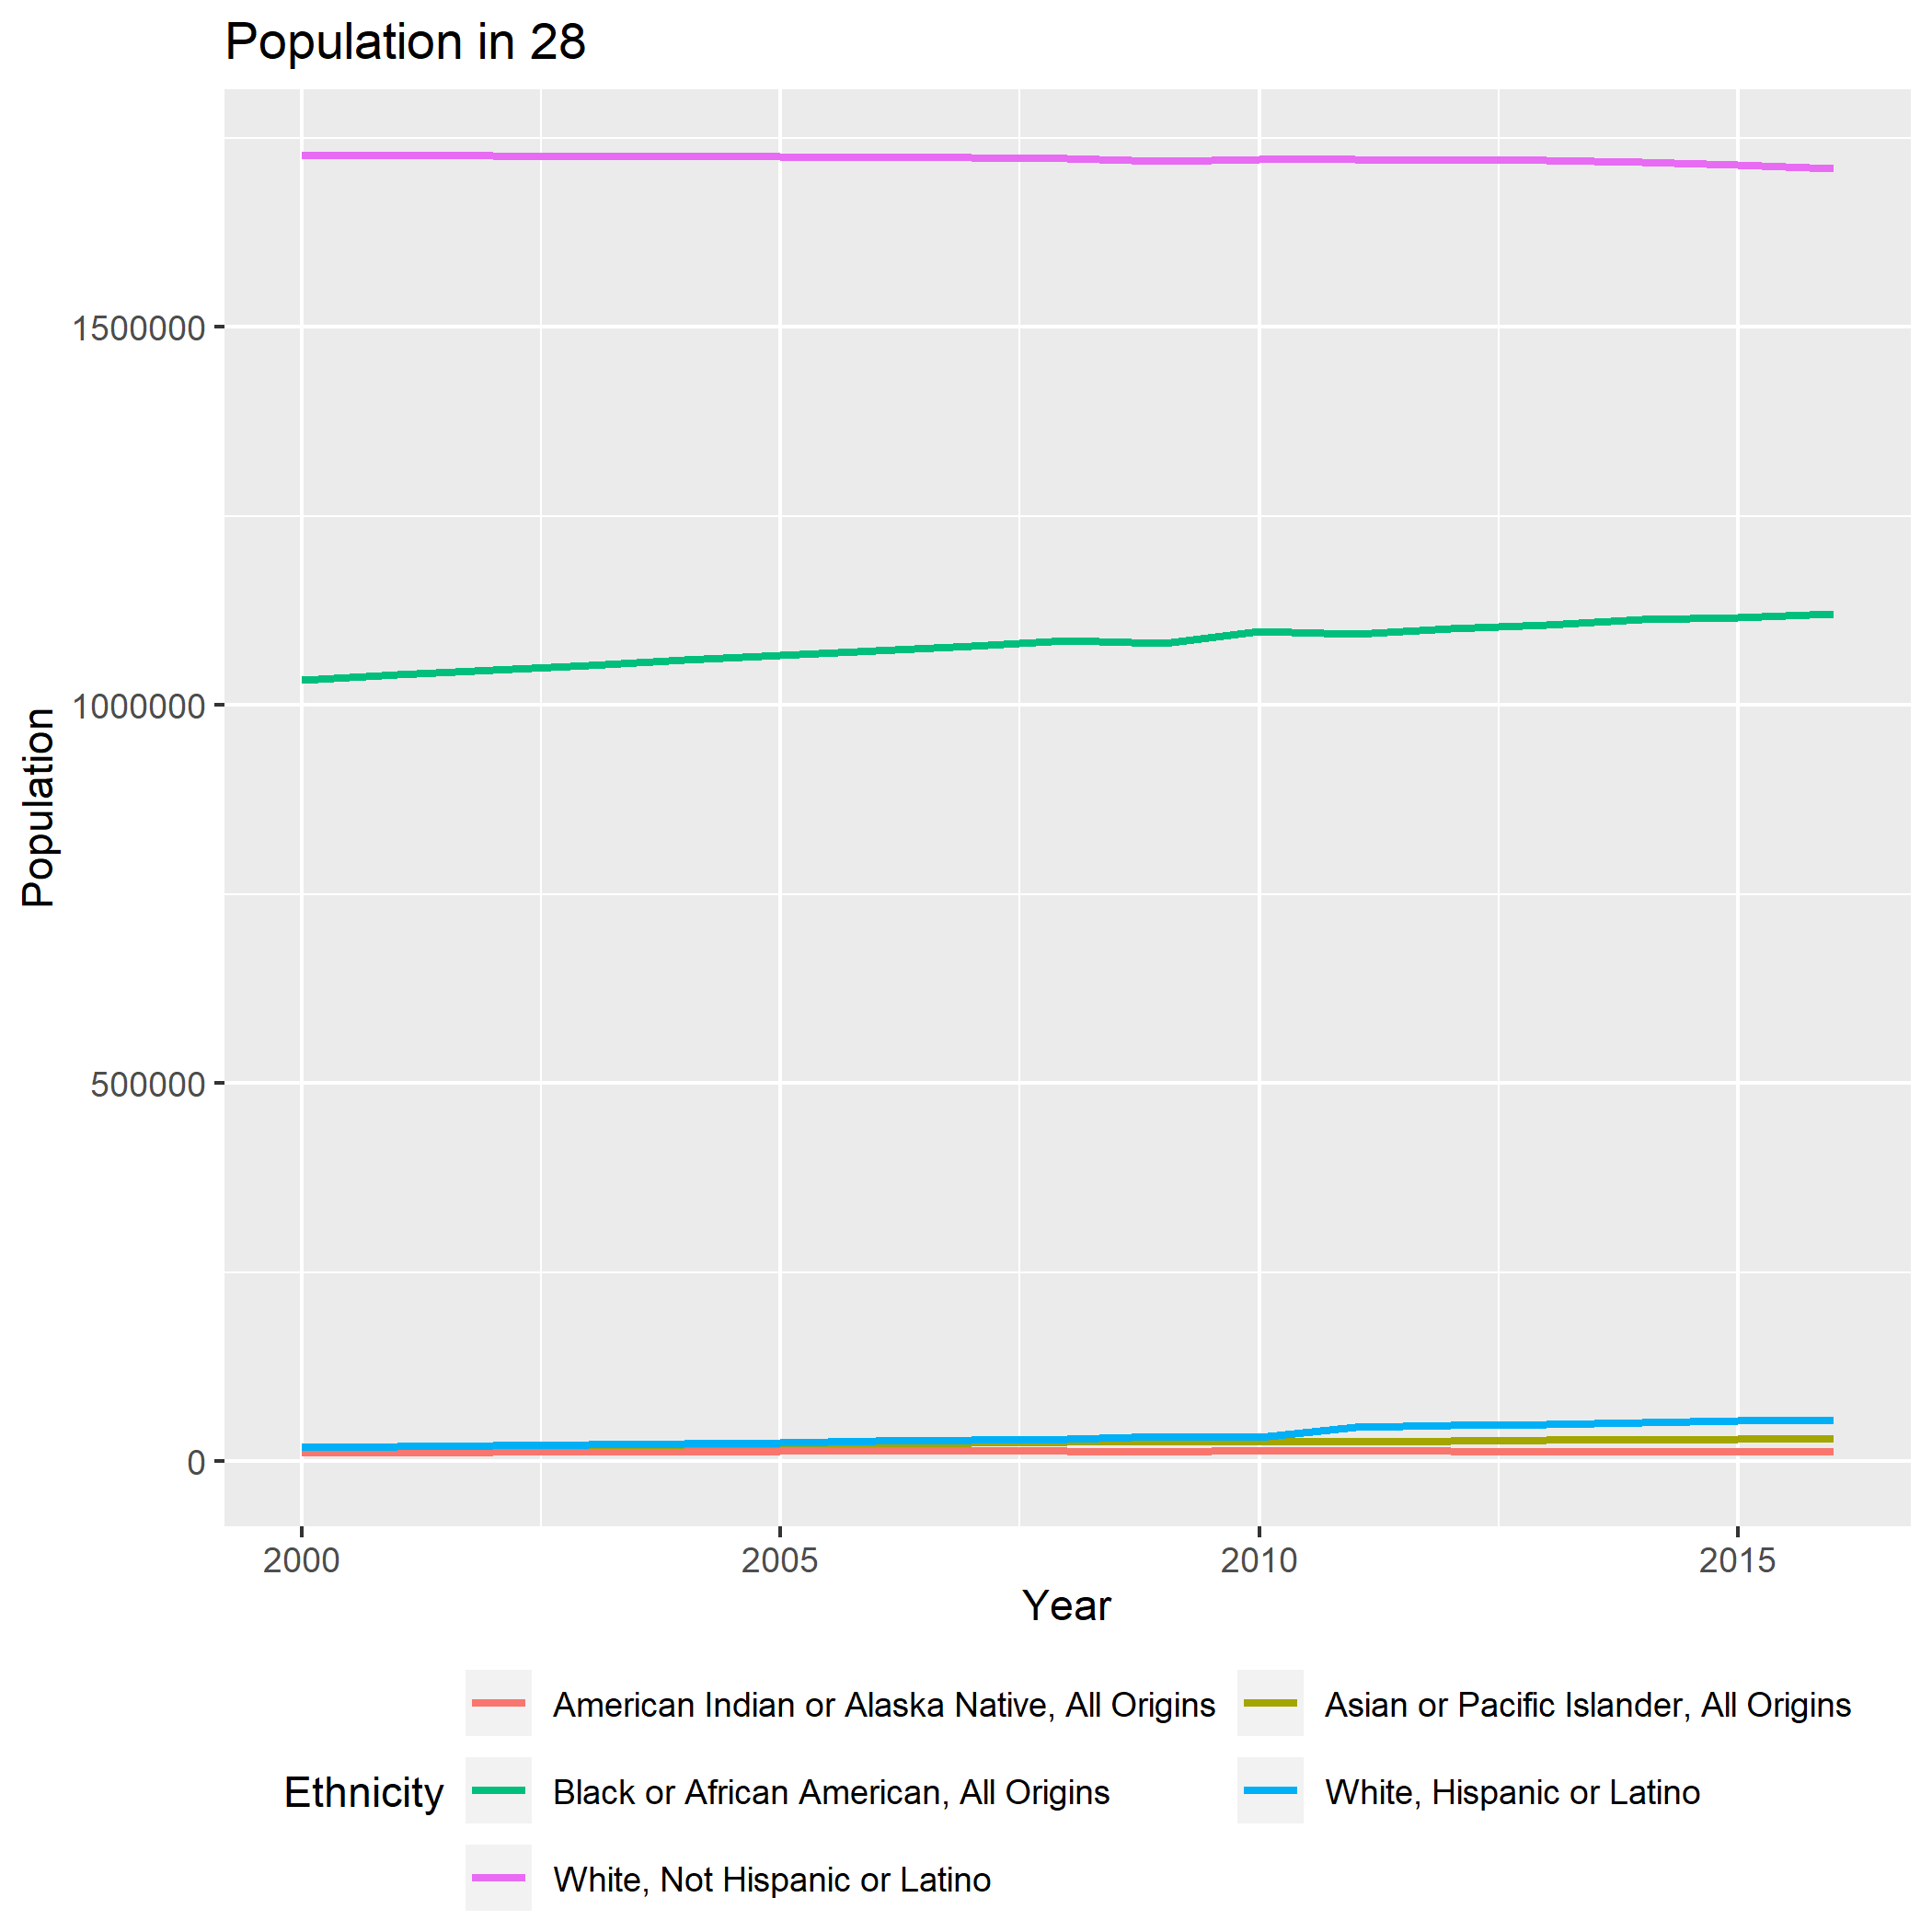 Population in 28
Population
1500000
1000000
500000
0
2000 2005 2010 2015
Year
Ethnicity
American Indian or Alaska Native, All Origins
Asian or Pacific Islander, All Origins
Black or African American, All Origins
White, Hispanic or Latino
White, Not Hispanic or Latino